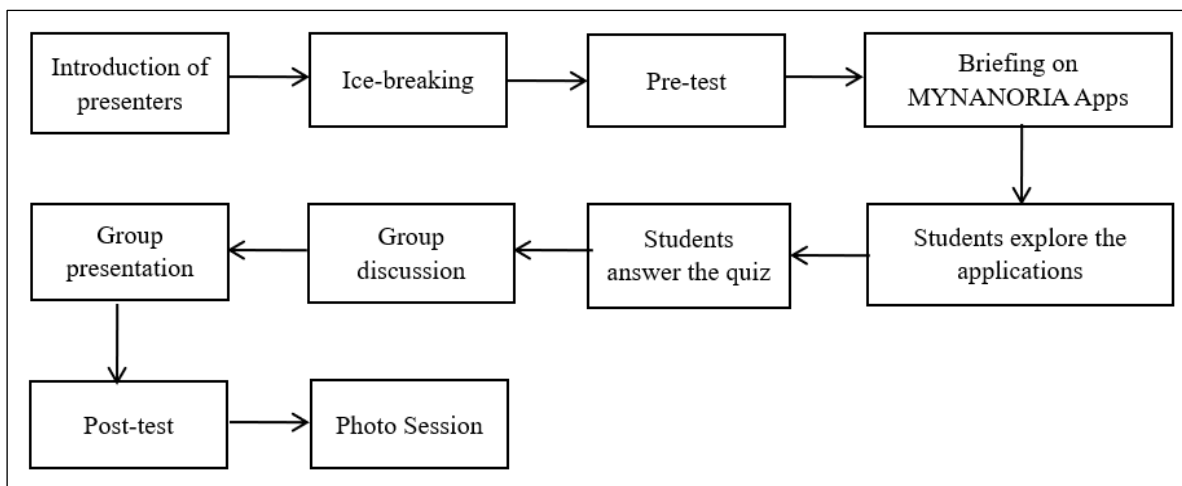 Introduction of
presenters
Ice-breaking
Pre-test
Briefing on
MYNANORIA Apps
Students explore the
applications
Students
answer the quiz
Group
discussion
Group
presentation
Post-test
Photo Session